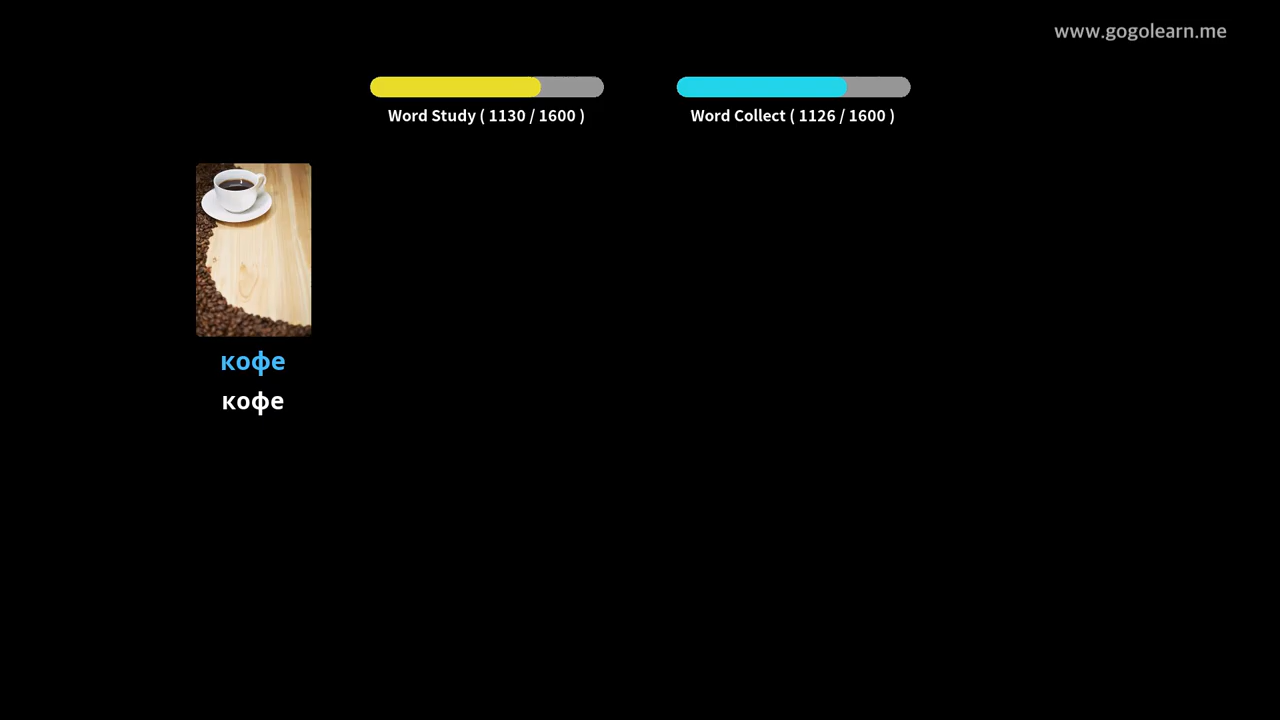 www.gogolearn.me
Word Study ( 1130 / 1600 )
Word Collect ( 1126 / 1600 )
кофе
кофе